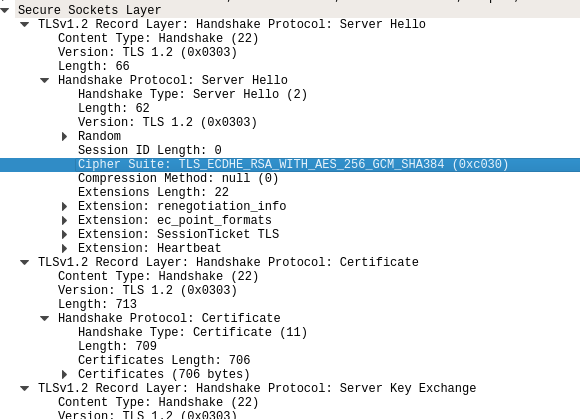 Secure Sockets Layer
TLSv1.2 Record Layer: Handshake Protocol: Server Hello
Content Type: Handshake (22)
Version: TLS 1.2 (0x0303)
Length: 66
Handshake Protocol: Server Hello
Handshake Type: Server Hello (2)
Length: 62
Version: TLS 1.2 (0x0303)
Random
Session ID Length: 0
Cipher Suite: TLS_ECDHE_RSA_WITH_AES_256_GCM_SHA384 (0xc030)
Compression Method: null (0)
Extensions Length: 22
Extension: renegotiation_info
Extension: ec_point_formats
Extension: SessionTicket TLS
Extension: Heartbeat
TLSv1.2 Record Layer: Handshake Protocol: Certificate
Content Type: Handshake (22)
Version: TLS 1.2 (0x0303)
Length: 713
Handshake Protocol: Certificate
Handshake Type: Certificate (11)
Length: 709
Certificates Length: 706
Certificates (706 bytes)
TLSv1.2 Record Layer: Handshake Protocol: Server Key Exchange
Content Type: Handshake (22)
Version: TLS 1.2 (0x0303)